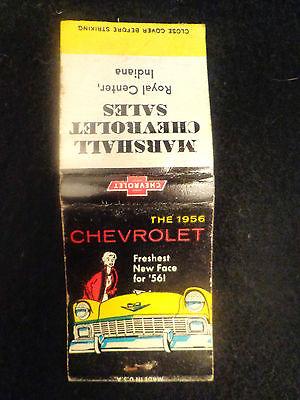 CLOSE COVER BEFORE STRIKING
MARSHALL
CHEVROLET
SALES
Royal Center,
Indiana
CHEVROLET
THE 1956
CHEVROLET
Freshest
New Face
for '56!
MADE IN U.S.A.